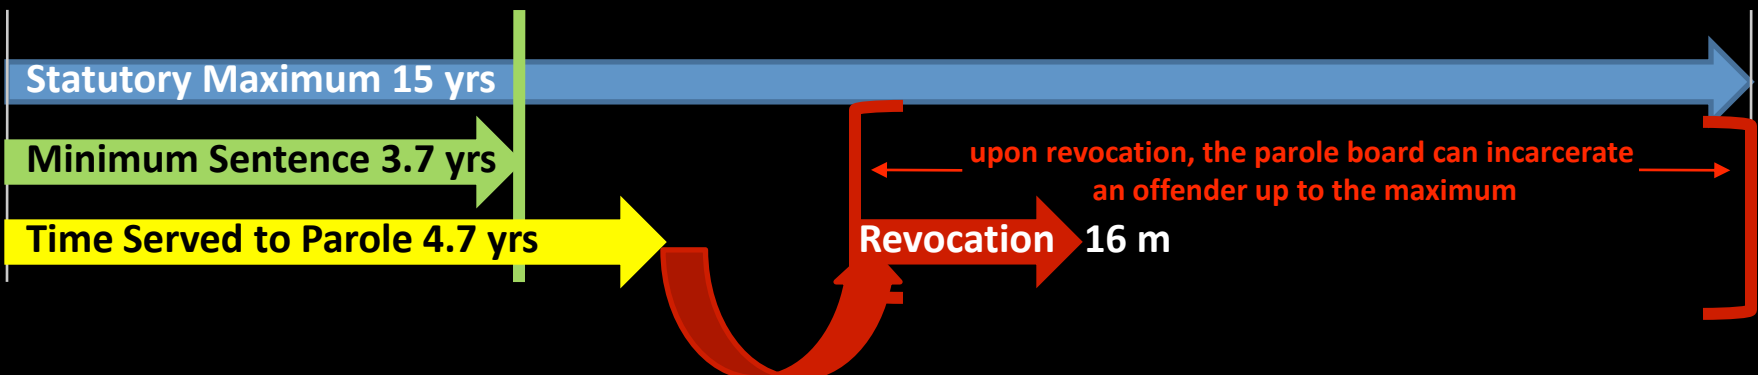 Statutory Maximum 15 yrs
Minimum Sentence 3.7 yrs
upon revocation, the parole board can incarcerate
an offender up to the maximum
Time Served to Parole 4.7 yrs
Revocation 16 m